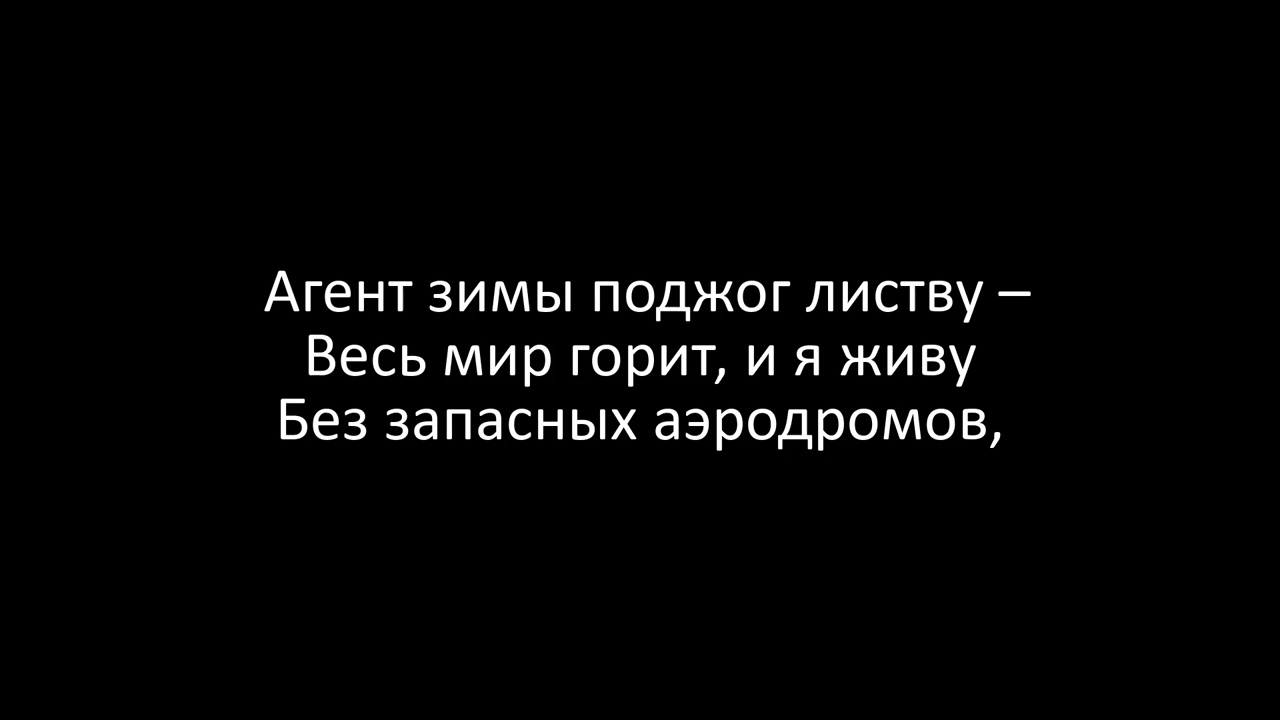 Агент зимы поджог листву –
Весь мир горит, и я живу
Без запасных аэродромов,